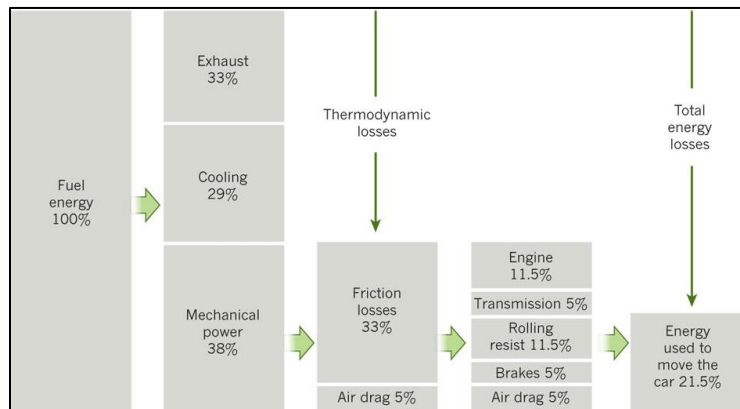 Fuel
energy
100%
Exhaust
33%
Cooling
29%
Mechanical
power
38%
Thermodynamic
losses
Friction
losses
33%
Air drag 5%
Engine
11.5%
Transmission 5%
Rolling
resist 11.5%
Brakes 5%
Air drag 5%
Total
energy
losses
Energy
used to
move the
car 21.5%